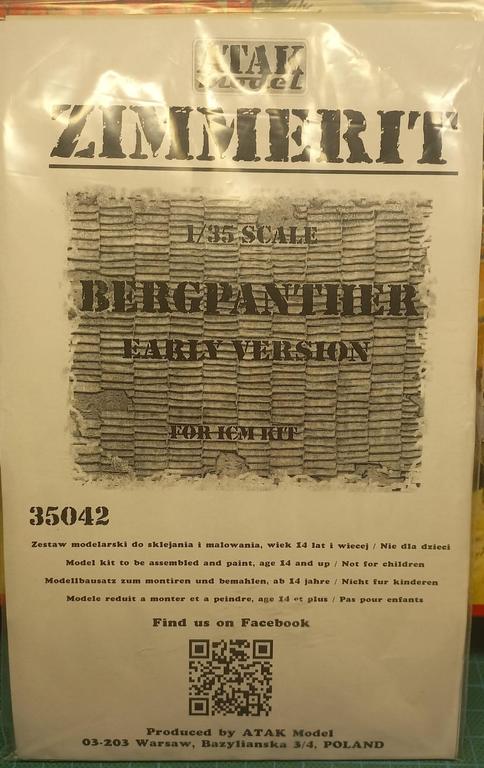 ATAK
model
ZIMMERIT
1/35 SCALE
BERGPANTHER
EARLY VERSION
FOR ICM KIT
35042
Zestaw modelarski do sklejania i malowania, wiek 14 lat i wiecej / Nie dla dzieci
Model kit to be assembled and paint, age 14 and up / Not for children
Modellbausatz zum montiren und bemahlen, ab 14 jahre / Nicht fur kinderen
Modele reduit a monter et a peindre, age 14 et plus / Pas pour enfants
Find us on Facebook
Produced by ATAK Model
03-203 Warsaw, Bazylianska 3/4, POLAND